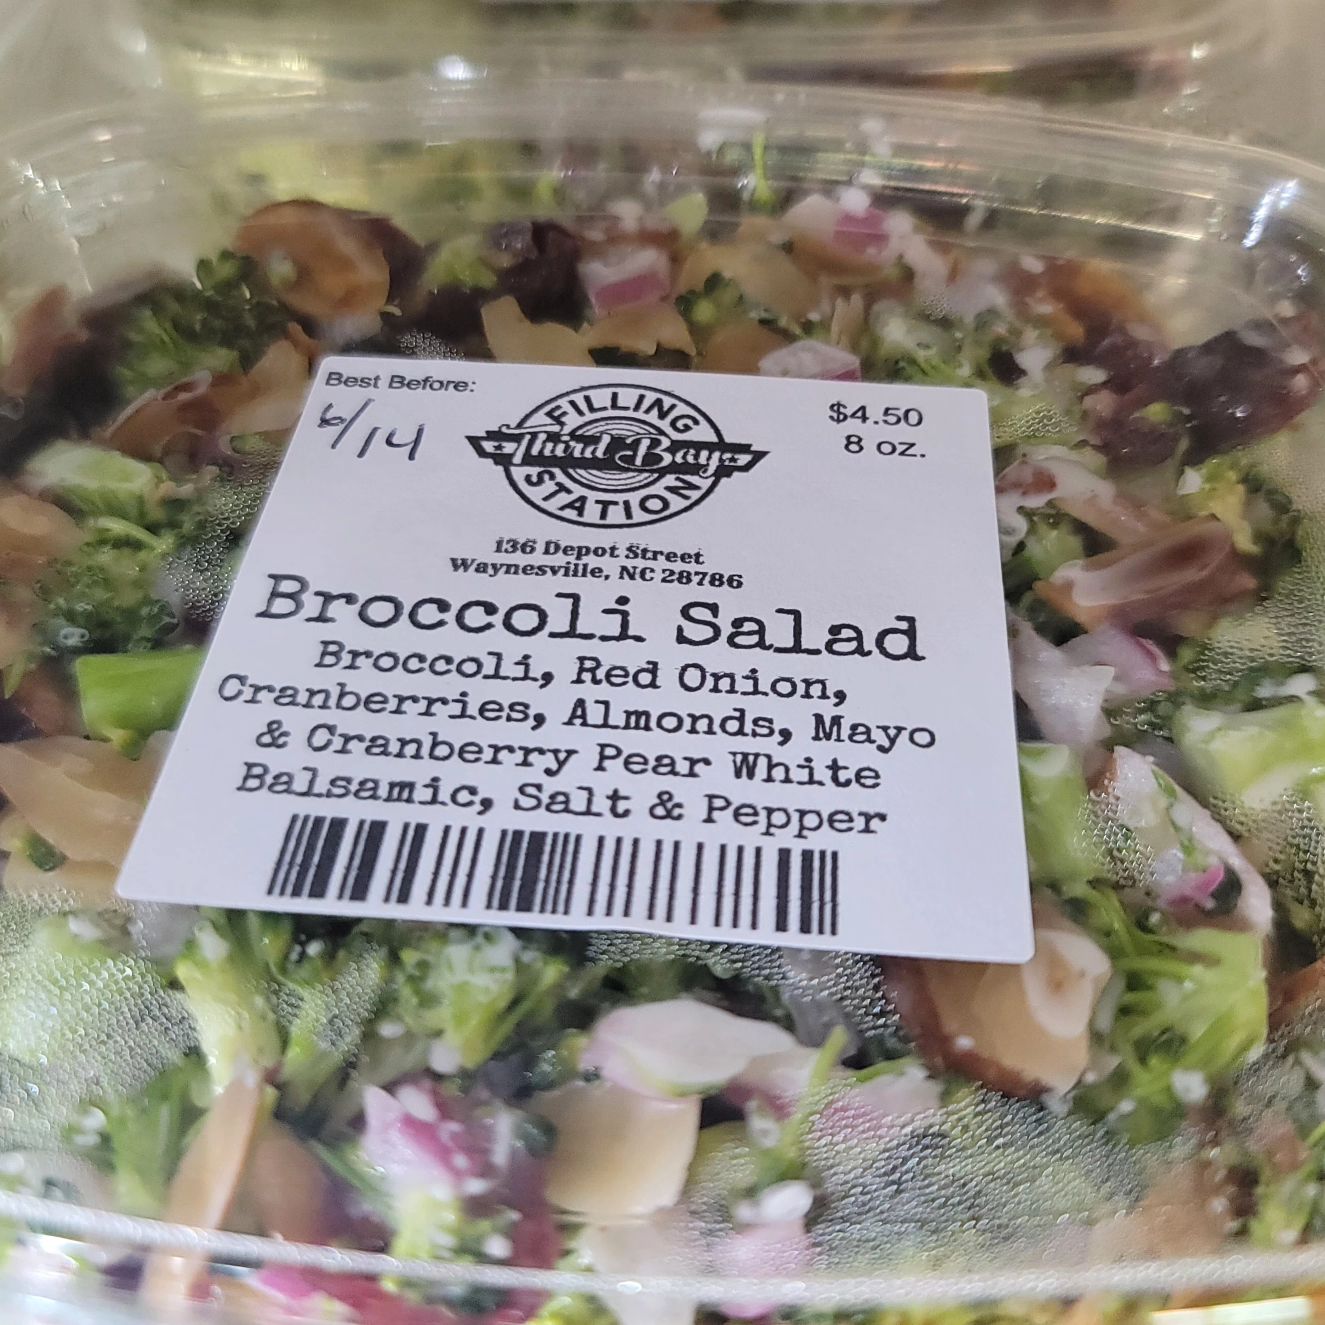 Best Before:
6/14
FILLING
Third Bay
STATION
$4.50
8 oz.
136 Depot Street
Waynesville, NC 28786
Broccoli Salad
Broccoli, Red Onion,
Cranberries, Almonds, Mayo
& Cranberry Pear White
Balsamic, Salt & Pepper